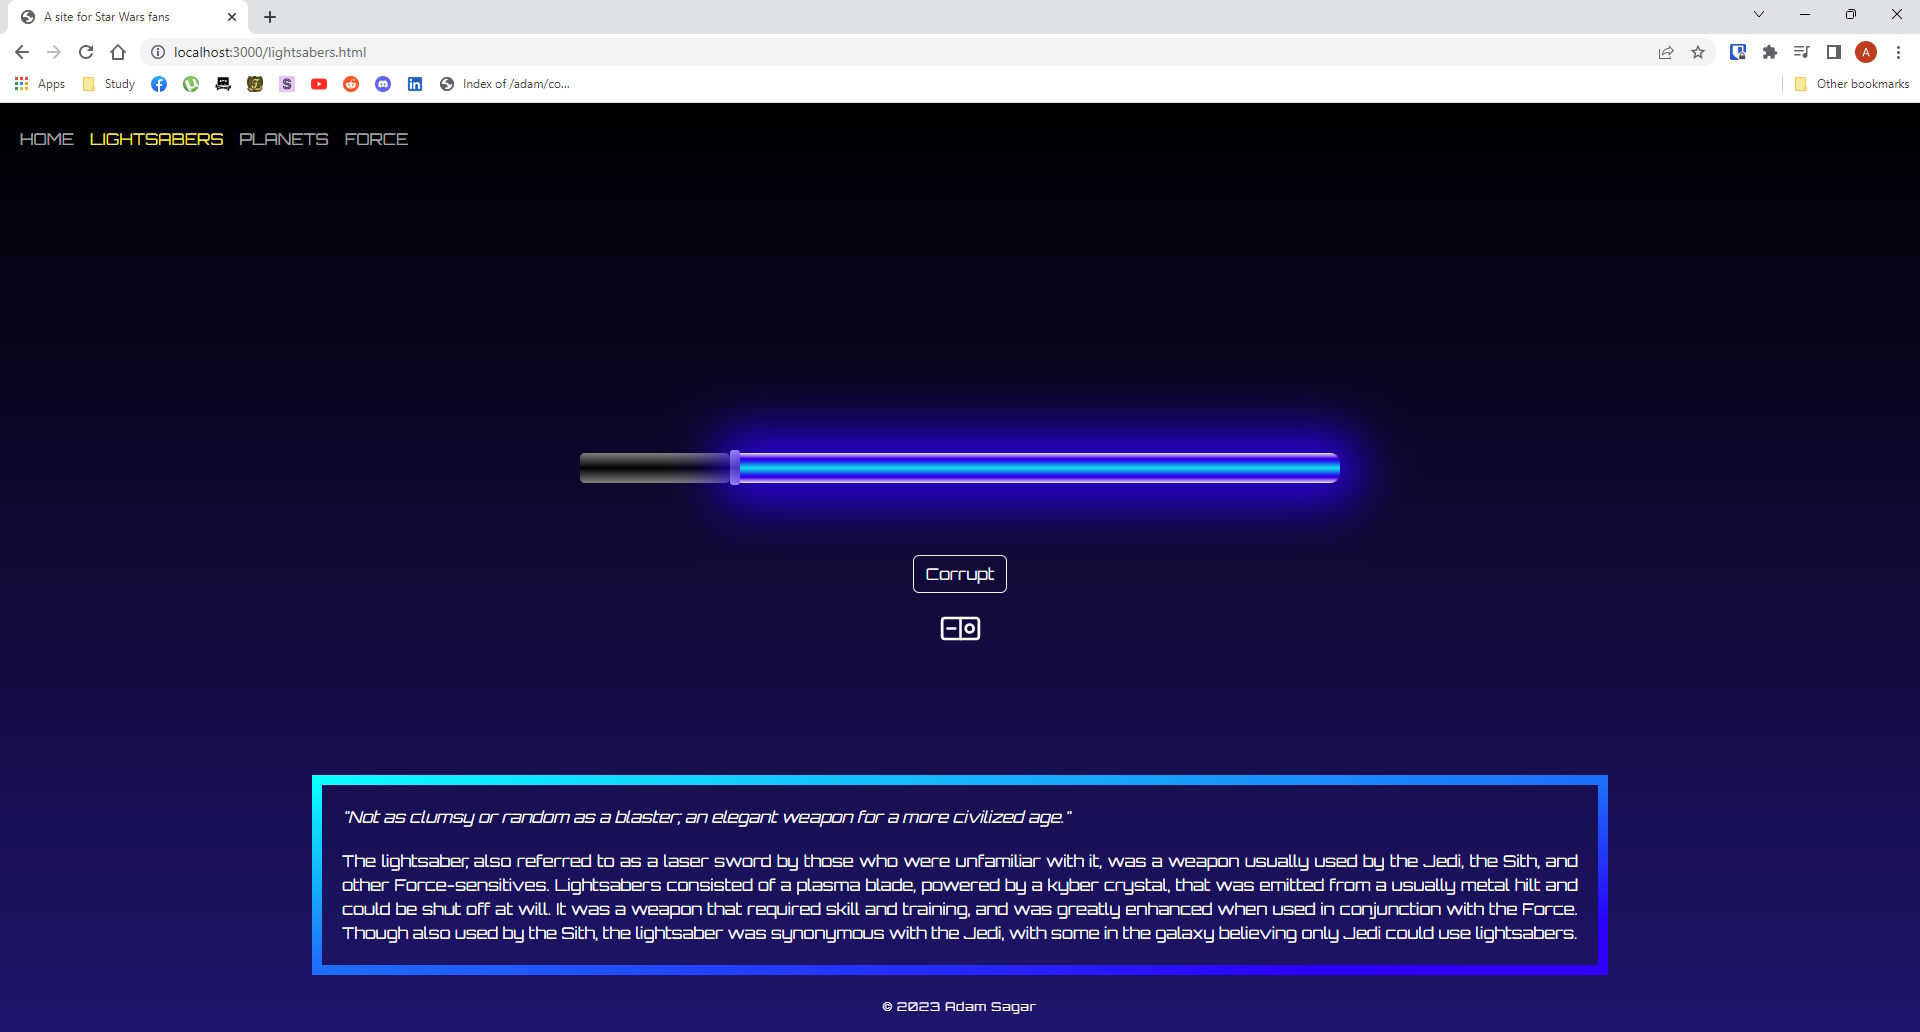 A site for Star Wars fans
localhost:3000/lightsabers.html
A
Apps Study S Index of /adam/co... Other bookmarks
HOME LIGHTSABERS PLANETS FORCE
Corrupt
"Not as clumsy or random as a blaster; an elegant weapon for a more civilized age."
The lightsaber, also referred to as a laser sword by those who were unfamiliar with it, was a weapon usually used by the Jedi, the Sith, and
other Force-sensitives. Lightsabers consisted of a plasma blade, powered by a kyber crystal, that was emitted from a usually metal hilt and
could be shut off at will. It was a weapon that required skill and training, and was greatly enhanced when used in conjunction with the Force.
Though also used by the Sith, the lightsaber was synonymous with the Jedi, with some in the galaxy believing only Jedi could use lightsabers.
© 2023 Adam Sagar